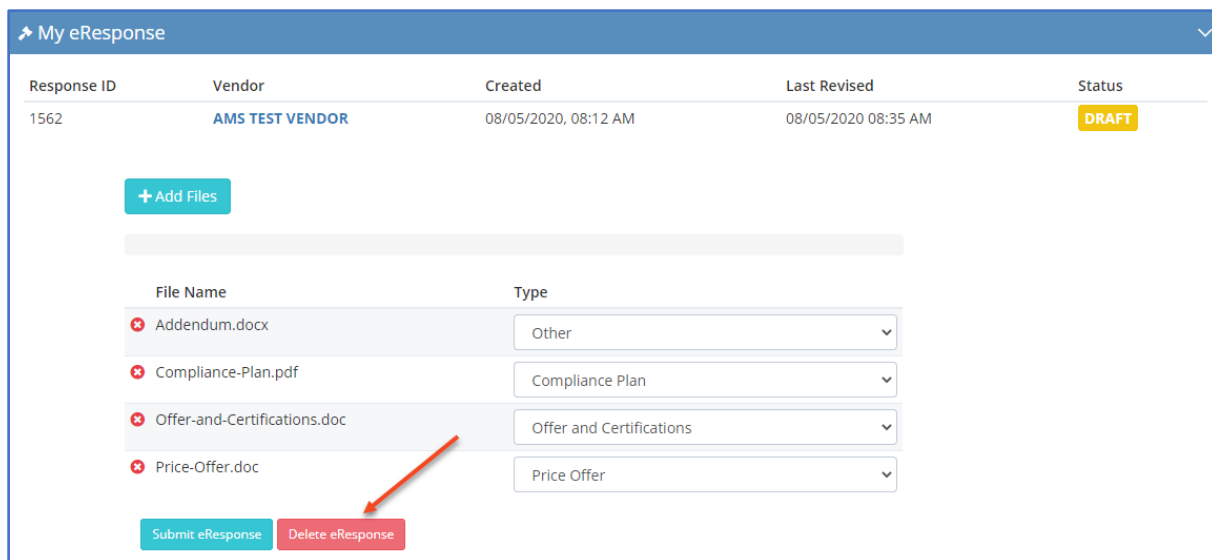 My eResponse
Response ID Vendor Created Last Revised Status
1562 AMS TEST VENDOR 08/05/2020, 08:12 AM 08/05/2020 08:35 AM DRAFT
+ Add Files
File Name Type
Addendum.docx Other
Compliance-Plan.pdf Compliance Plan
Offer-and-Certifications.doc Offer and Certifications
Price-Offer.doc Price Offer
Submit eResponse Delete eResponse